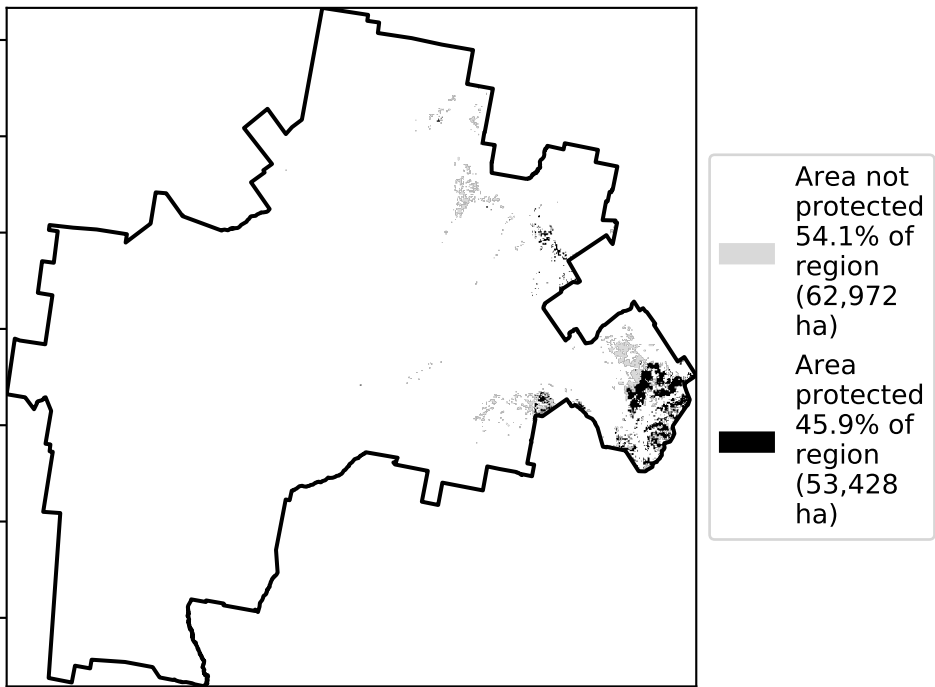 Area not
protected
54.1% of
region
(62,972
ha)
Area
protected
45.9% of
region
(53,428
ha)